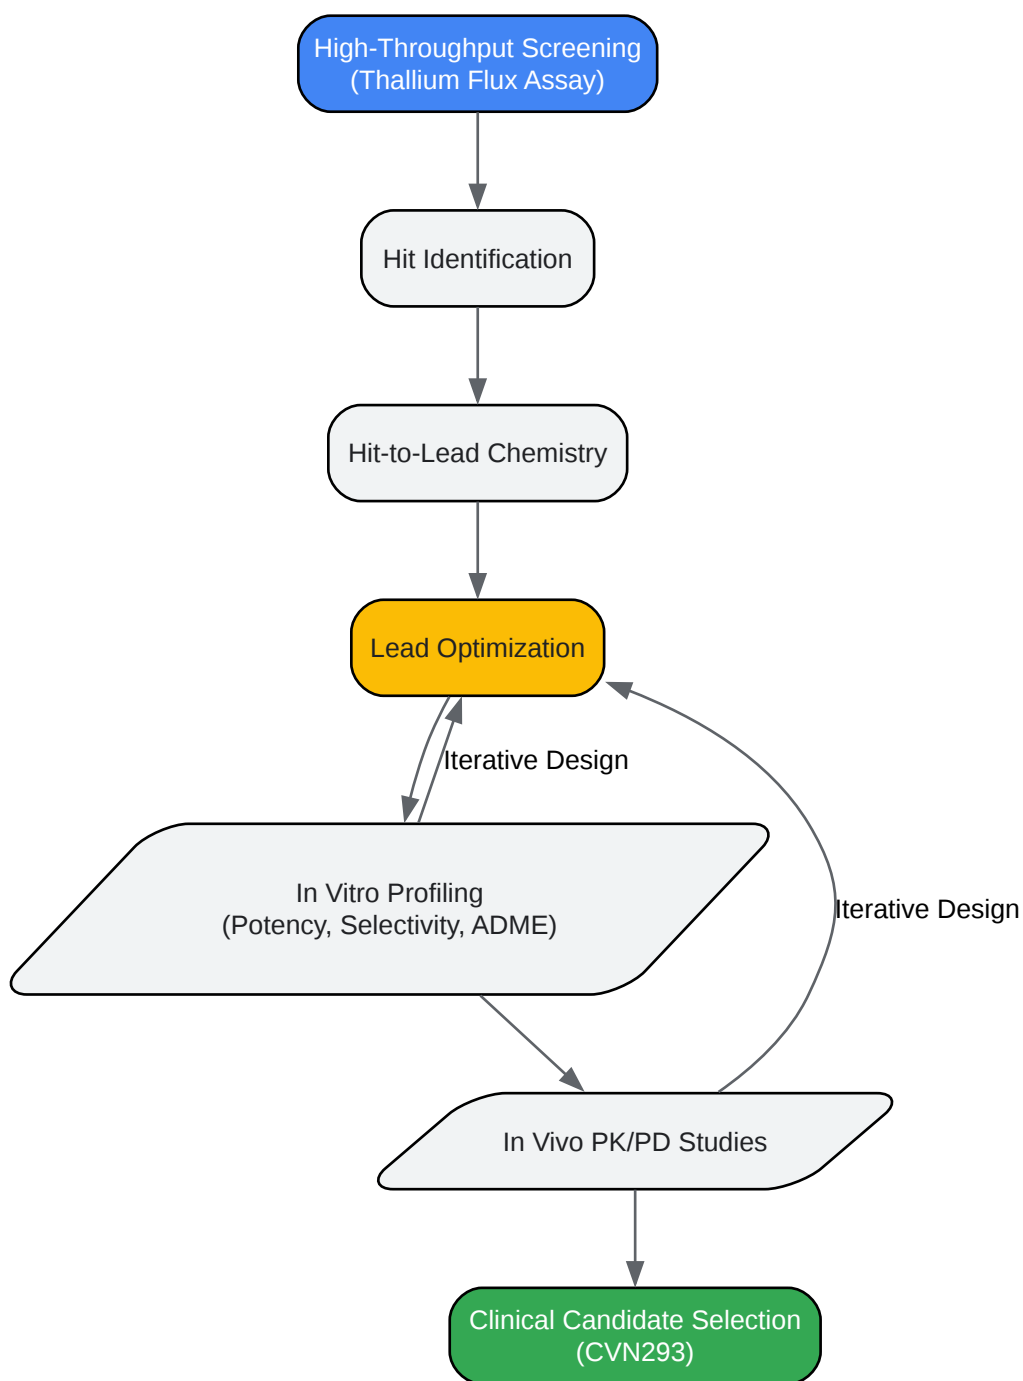 High-Throughput Screening
(Thallium Flux Assay)
Hit Identification
Hit-to-Lead Chemistry
Lead Optimization
Iterative Design
In Vitro Profiling
(Potency, Selectivity, ADME)
Iterative Design
In Vivo PK/PD Studies
Clinical Candidate Selection
(CVN293)